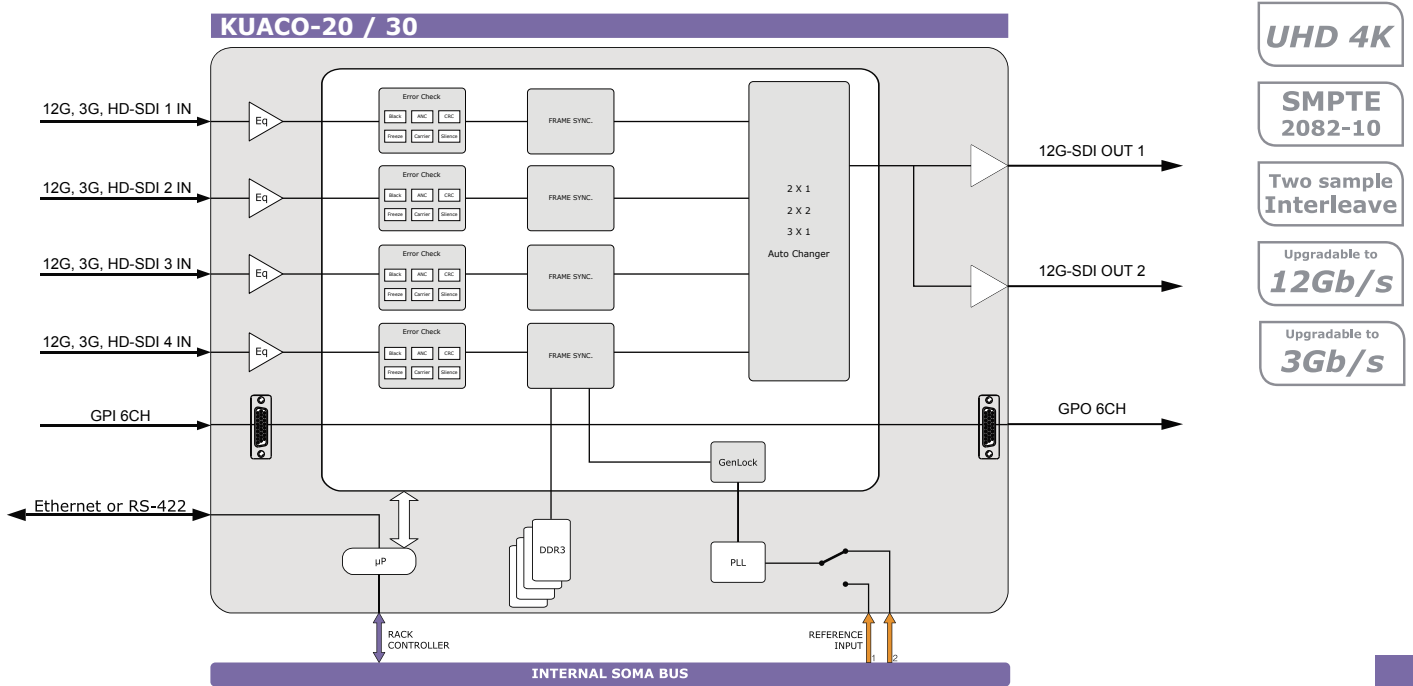 KUACO-20 / 30
UHD 4K
SMPTE
2082-10
Two sample
Interleave
Upgradable to
12Gb/s
Upgradable to
3Gb/s
12G, 3G, HD-SDI 1 IN
Eq
Error Check
Black ANC CRC
Freeze Carrier Silence
FRAME SYNC.
12G, 3G, HD-SDI 2 IN
Eq
Error Check
Black ANC CRC
Freeze Carrier Silence
FRAME SYNC.
12G, 3G, HD-SDI 3 IN
Eq
Error Check
Black ANC CRC
Freeze Carrier Silence
FRAME SYNC.
12G, 3G, HD-SDI 4 IN
Eq
Error Check
Black ANC CRC
Freeze Carrier Silence
FRAME SYNC.
2 X 1
2 X 2
3 X 1
Auto Changer
12G-SDI OUT 1
12G-SDI OUT 2
GPI 6CH
GPO 6CH
GenLock
Ethernet or RS-422
µP
DDR3
PLL
RACK
CONTROLLER
REFERENCE
INPUT
1
2
INTERNAL SOMA BUS